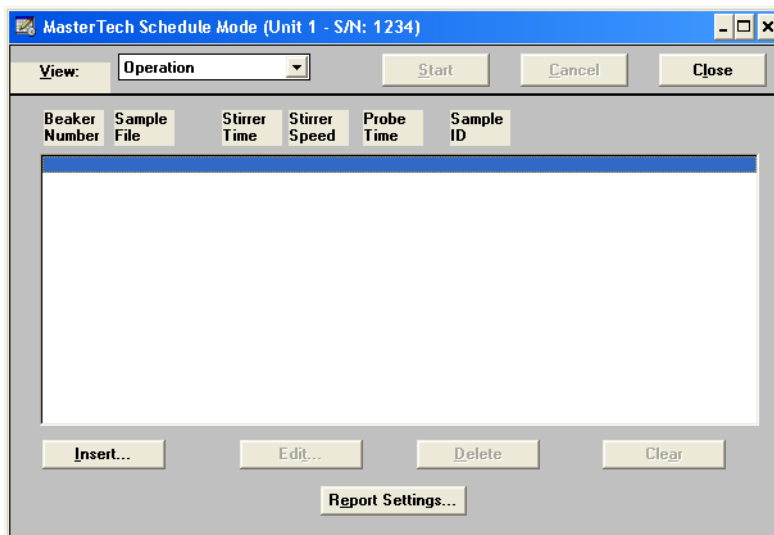 MasterTech Schedule Mode (Unit 1 - S/N: 1234)
View: Operation Start Cancel Close
Beaker Sample Stirrer Stirrer Probe Sample
Number File Time Speed Time ID
Insert... Edit... Delete Clear
Report Settings...